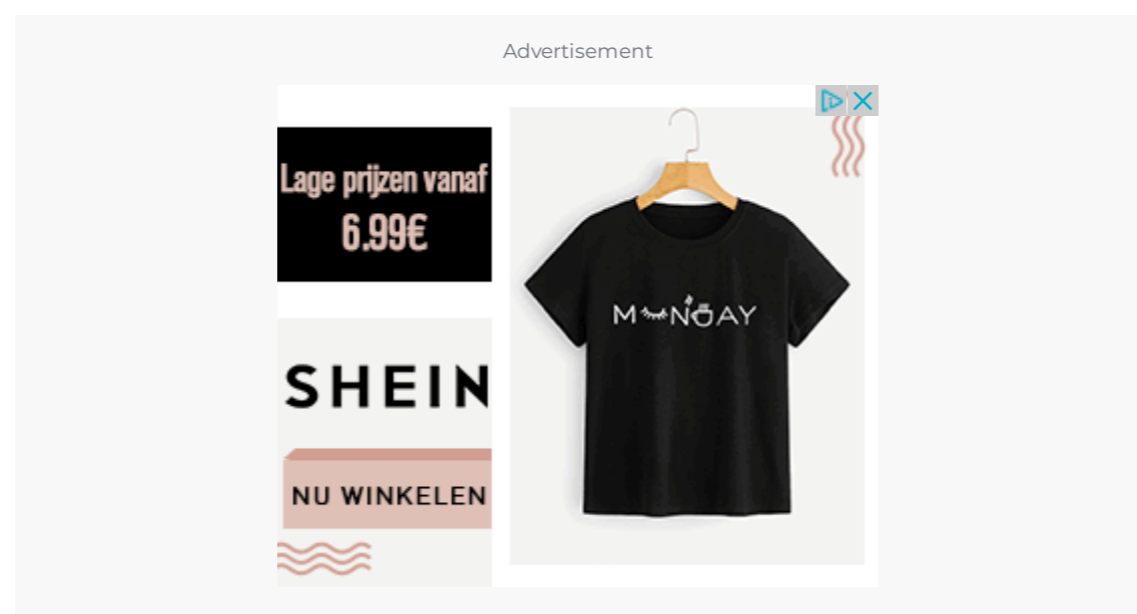 Advertisement
Lage prijzen vanaf
6.99€
SHEIN
NU WINKELEN
MONDAY